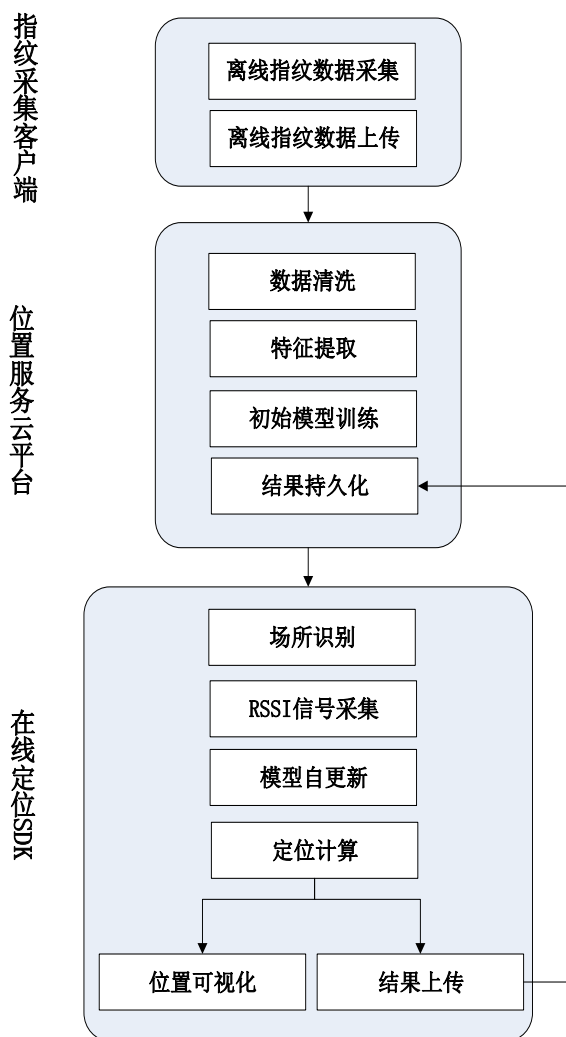 指纹采集客户端
离线指纹数据采集
离线指纹数据上传
位置服务云平台
数据清洗
特征提取
初始模型训练
结果持久化
在线定位SDK
场所识别
RSSI信号采集
模型自更新
定位计算
位置可视化
结果上传